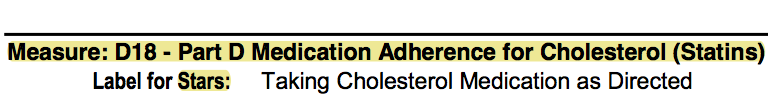 Measure: D18 - Part D Medication Adherence for Cholesterol (Statins)
Label for Stars: Taking Cholesterol Medication as Directed